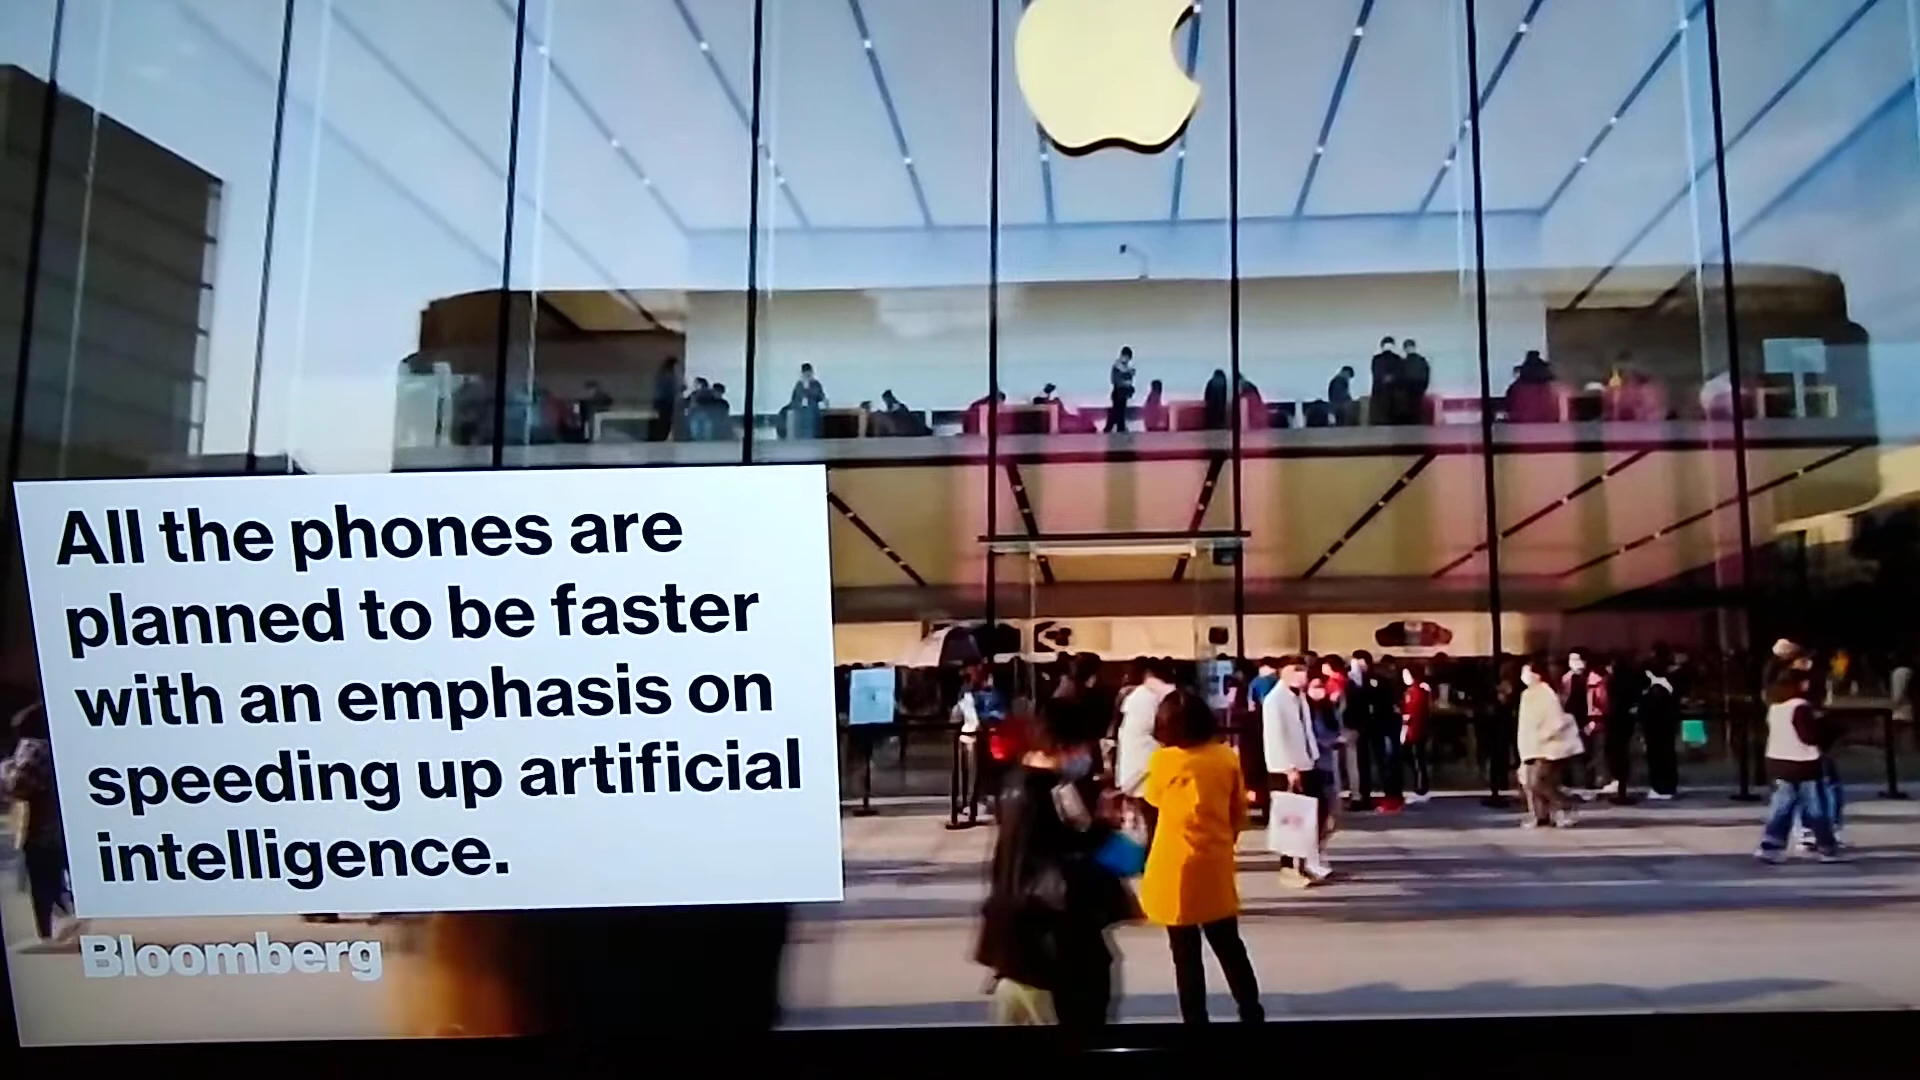 All the phones are
planned to be faster
with an emphasis on
speeding up artificial
intelligence.
Bloomberg